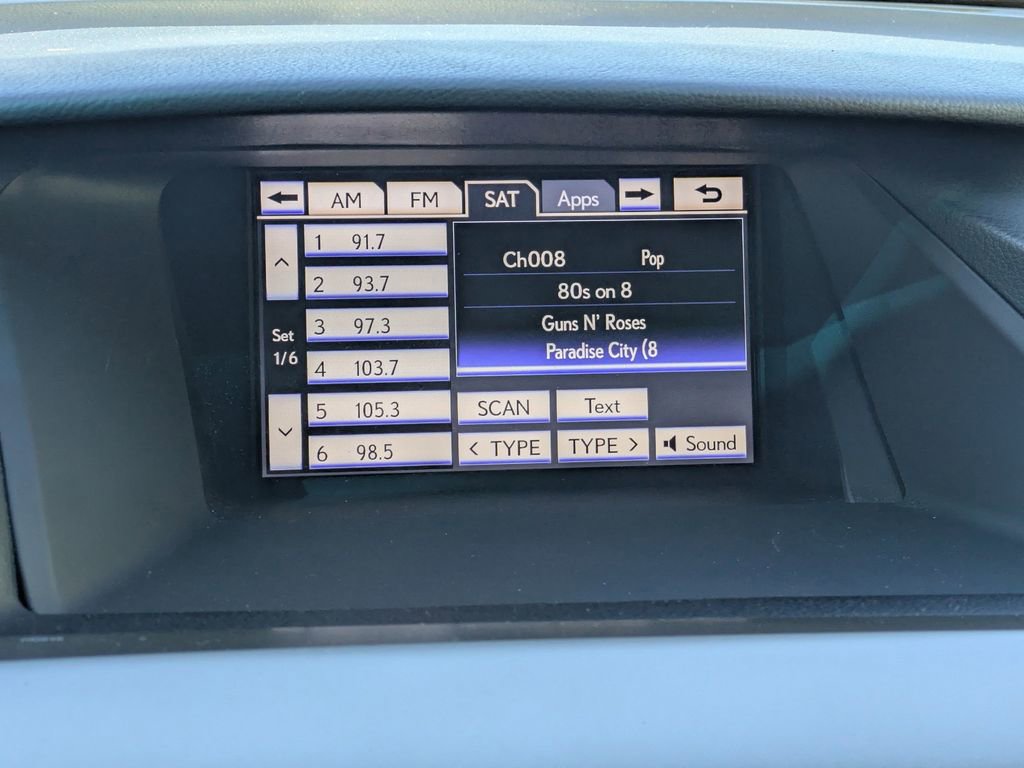 AM FM SAT Apps
1 91.7
2 93.7
3 97.3
4 103.7
5 105.3
6 98.5
Set
1/6
Ch008 Pop
80s on 8
Guns N' Roses
Paradise City (8
SCAN Text
< TYPE TYPE > Sound